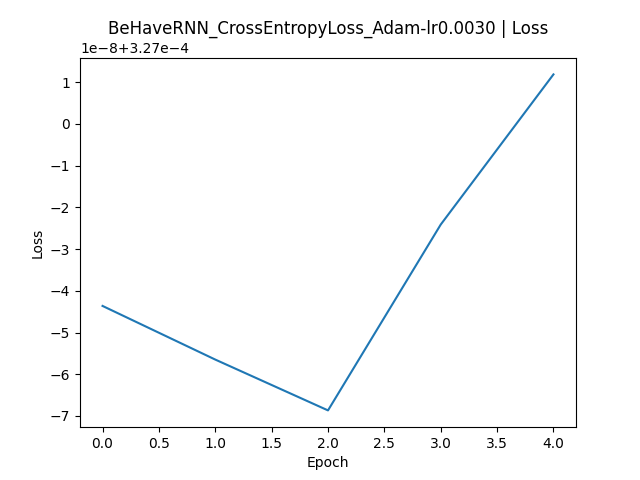 BeHaveRNN_CrossEntropyLoss_Adam-lr0.0030 | Loss
1e−8+3.27e−4
1
0
−1
−2
−3
−4
−5
−6
−7
Loss
0.0 0.5 1.0 1.5 2.0 2.5 3.0 3.5 4.0
Epoch